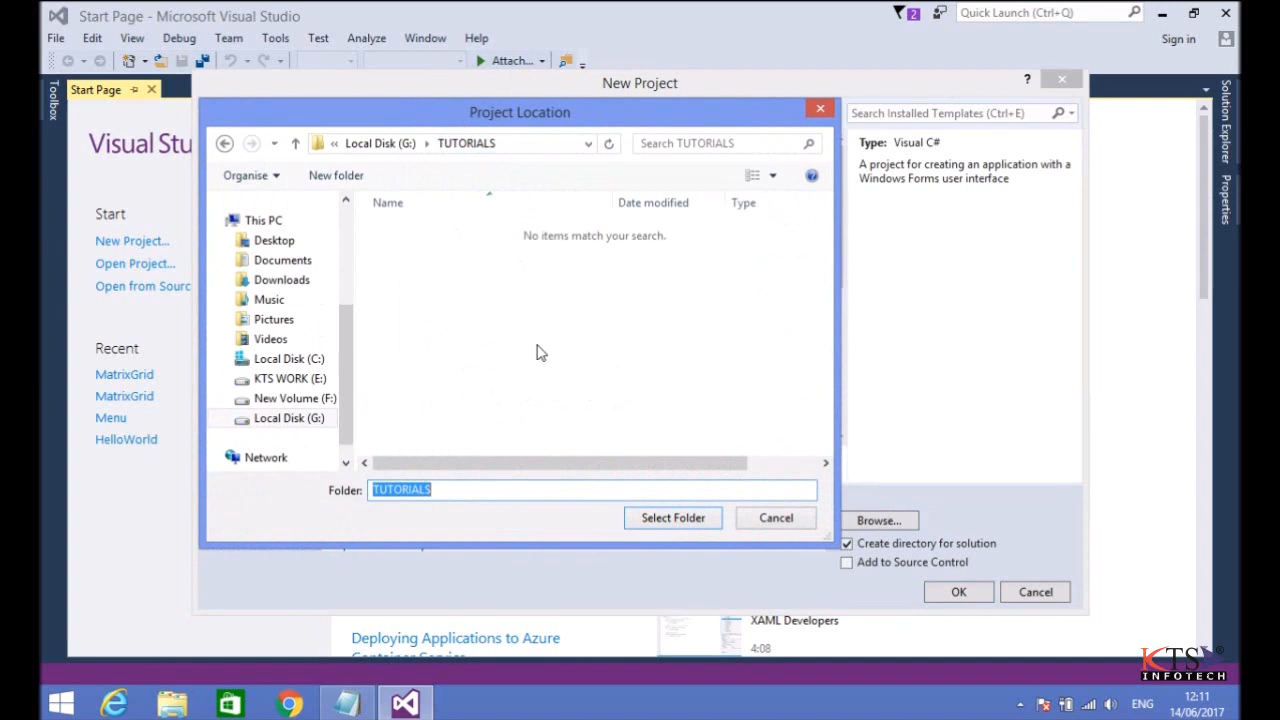 Start Page - Microsoft Visual Studio
2
Quick Launch (Ctrl+Q)
File Edit View Debug Team Tools Test Analyze Window Help
Sign in
Attach...
Toolbox
Start Page
New Project
?
Solution Explorer
Properties
Visual Stu
Project Location
Search Installed Templates (Ctrl+E)
Local Disk (G:) TUTORIALS
Search TUTORIALS
Type: Visual C#
A project for creating an application with a
Windows Forms user interface
Organise New folder
Name Date modified Type
No items match your search.
This PC
Desktop
Documents
Downloads
Music
Pictures
Videos
Local Disk (C:)
KTS WORK (E:)
New Volume (F:)
Local Disk (G:)
Network
Start
New Project...
Open Project...
Open from Sourc
Recent
MatrixGrid
MatrixGrid
Menu
HelloWorld
Folder: TUTORIALS
Select Folder Cancel
Browse...
Create directory for solution
Add to Source Control
OK Cancel
Deploying Applications to Azure
XAML Developers
4:08
KTS
INFOTECH
ENG
12:11
14/06/2017